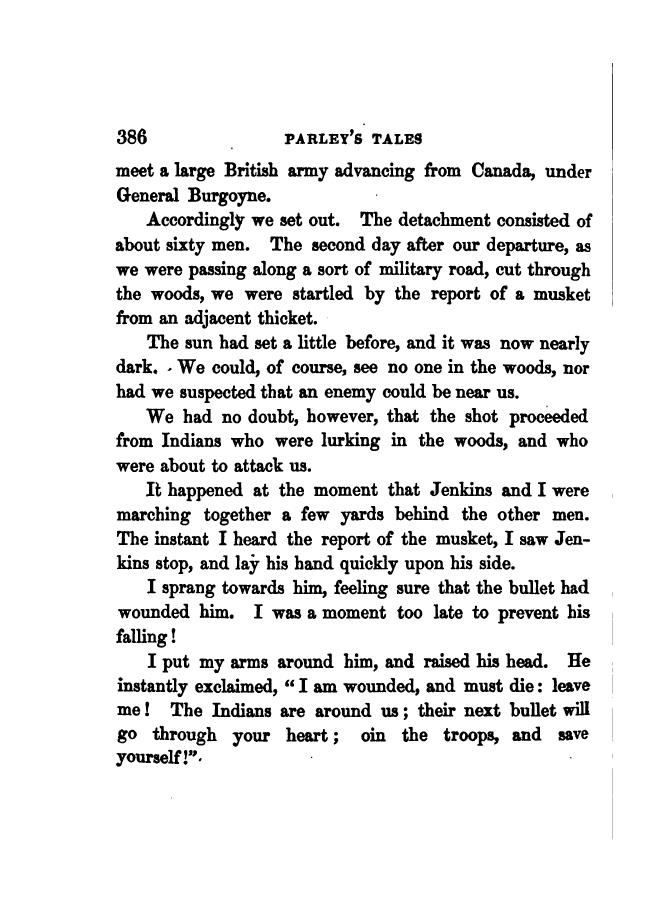 386 PARLEY'S TALES
meet a large British army advancing from Canada, under
General Burgoyne.
Accordingly we set out. The detachment consisted of
about sixty men. The second day after our departure, as
we were passing along a sort of military road, cut through
the woods, we were startled by the report of a musket
from an adjacent thicket.
The sun had set a little before, and it was now nearly
dark. We could, of course, see no one in the woods, nor
had we suspected that an enemy could be near us.
We had no doubt, however, that the shot proceeded
from Indians who were lurking in the woods, and who
were about to attack us.
It happened at the moment that Jenkins and I were
marching together a few yards behind the other men.
The instant I heard the report of the musket, I saw Jen-
kins stop, and lay his hand quickly upon his side.
I sprang towards him, feeling sure that the bullet had
wounded him. I was a moment too late to prevent his
falling!
I put my arms around him, and raised his head. He
instantly exclaimed, “I am wounded, and must die: leave
me! The Indians are around us; their next bullet will
go through your heart; oin the troops, and save
yourself!”